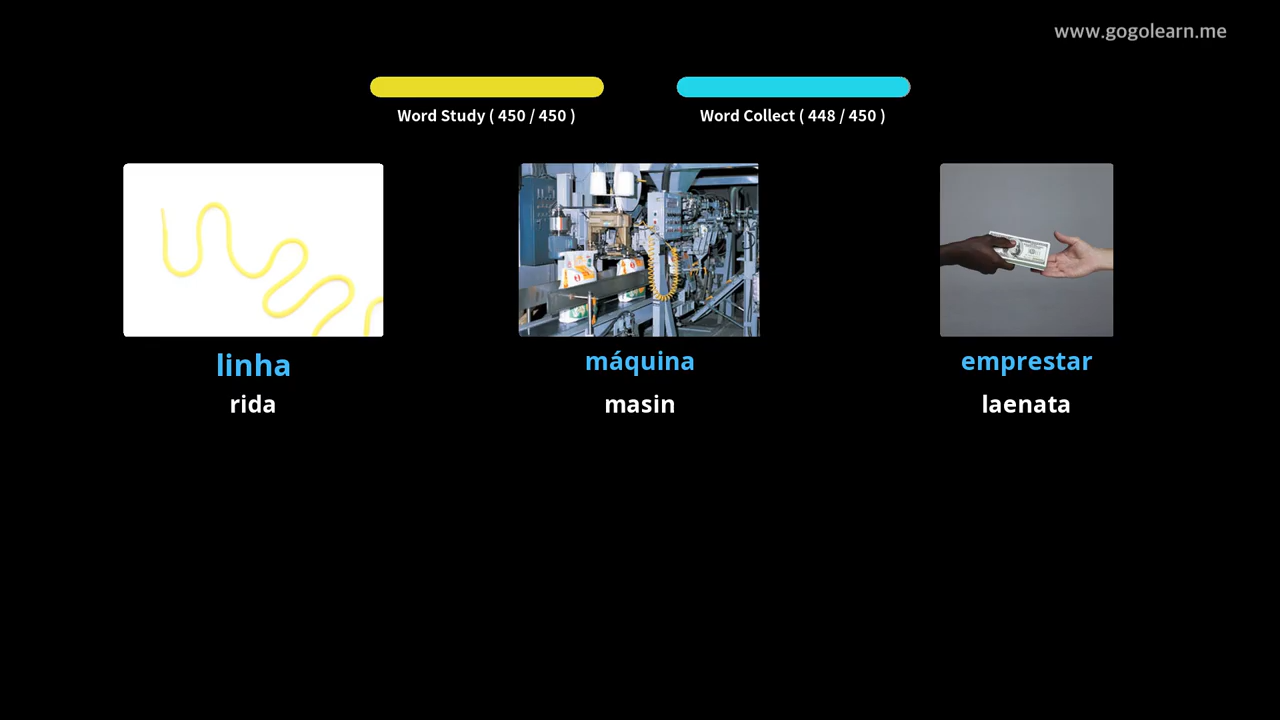 www.gogolearn.me
Word Study ( 450 / 450 )
Word Collect ( 448 / 450 )
linha
máquina
emprestar
rida
masin
laenata